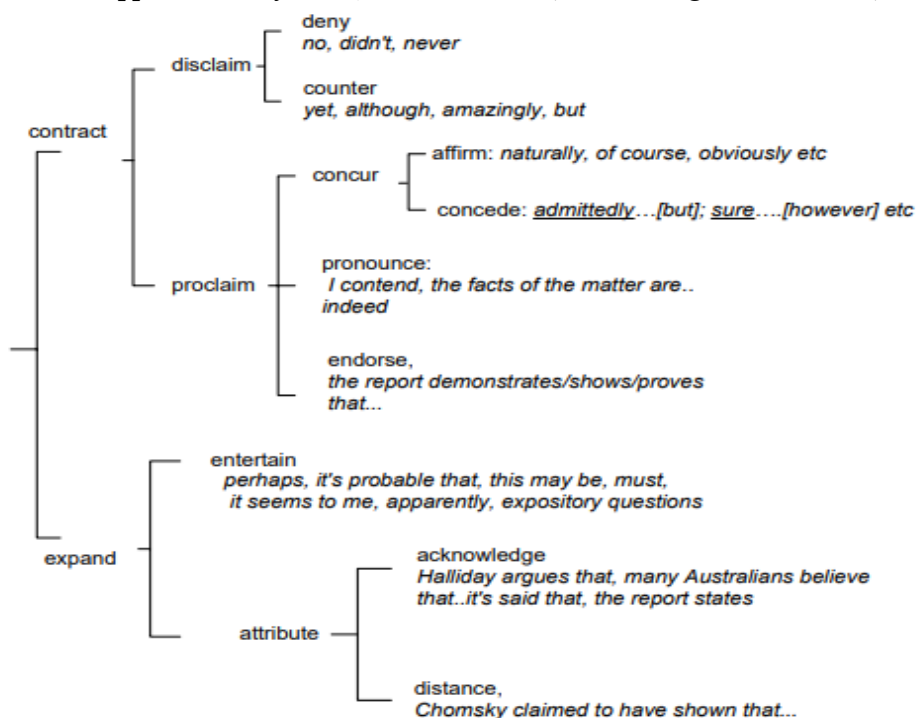 deny
no, didn't, never
disclaim
counter
yet, although, amazingly, but
contract
affirm: naturally, of course, obviously etc
concur
concede: admittedly…[but]; sure….[however] etc
pronounce:
proclaim
I contend, the facts of the matter are..
indeed
endorse,
the report demonstrates/shows/proves
that...
entertain
perhaps, it's probable that, this may be, must,
it seems to me, apparently, expository questions
expand
acknowledge
Halliday argues that, many Australians believe
that..it's said that, the report states
attribute
distance,
Chomsky claimed to have shown that...